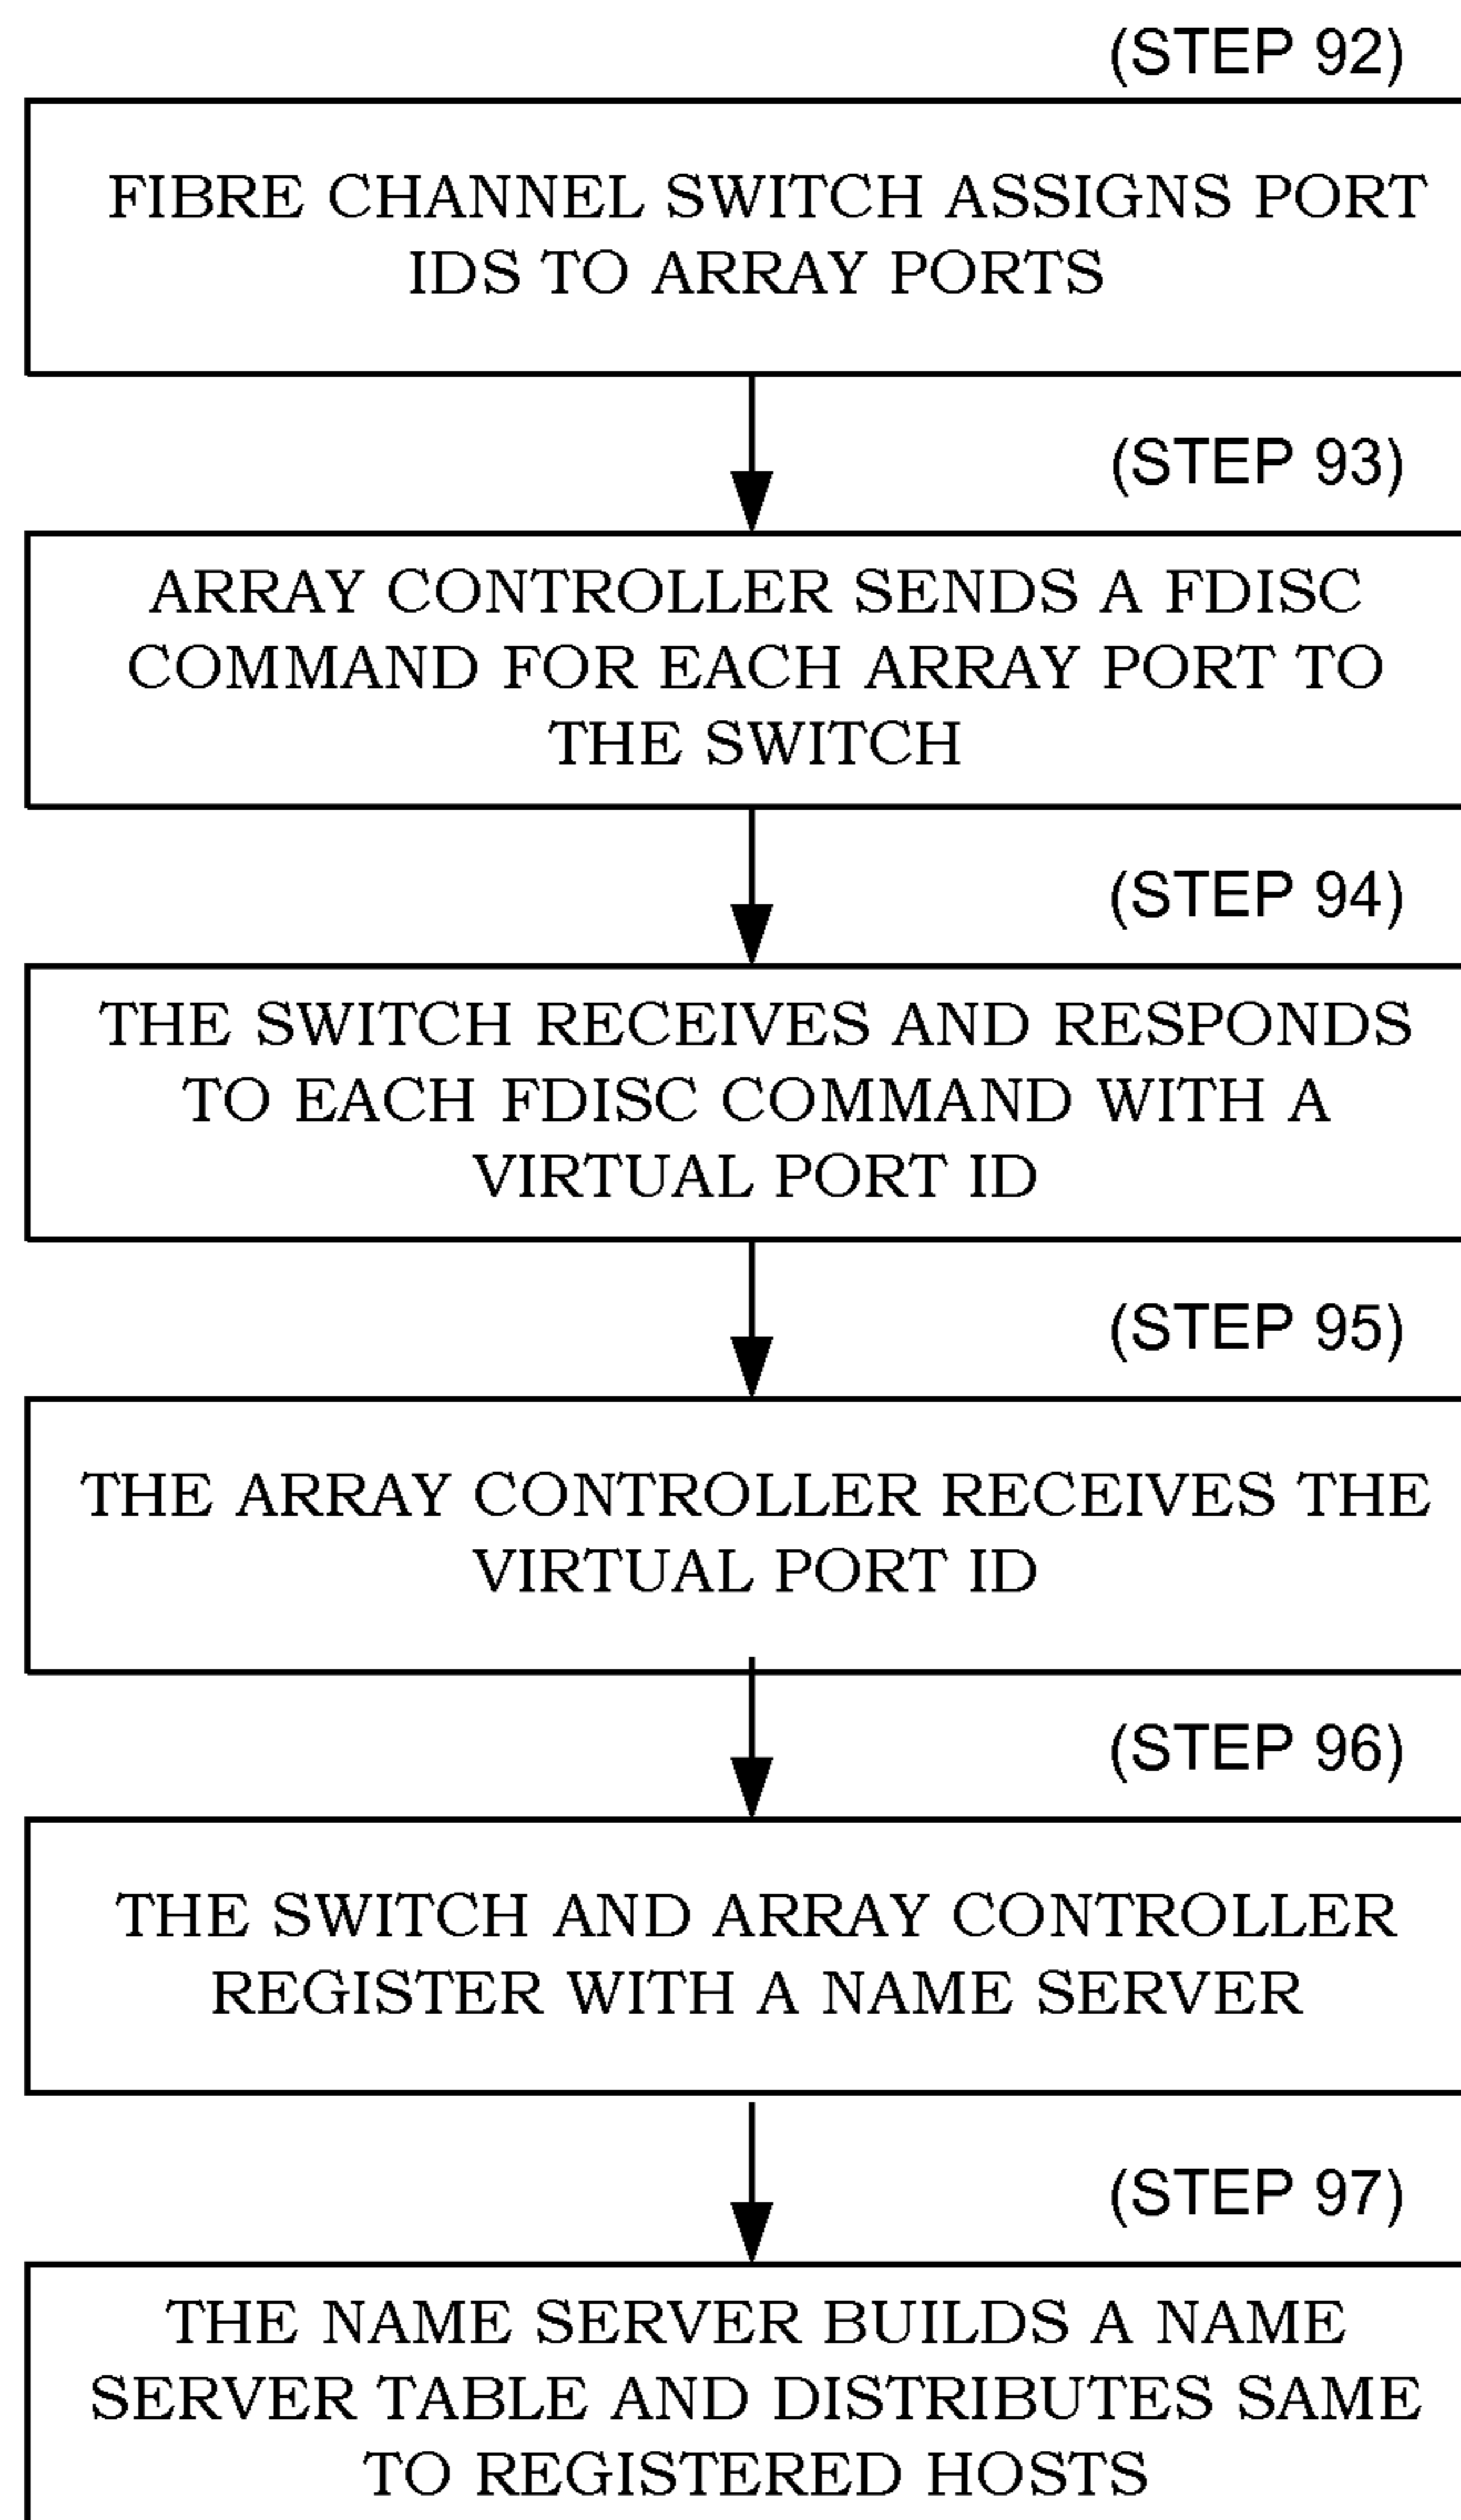 (STEP 92)
FIBRE CHANNEL SWITCH ASSIGNS PORT
IDS TO ARRAY PORTS
(STEP 93)
ARRAY CONTROLLER SENDS A FDISC
COMMAND FOR EACH ARRAY PORT TO
THE SWITCH
(STEP 94)
THE SWITCH RECEIVES AND RESPONDS
TO EACH FDISC COMMAND WITH A
VIRTUAL PORT ID
(STEP 95)
THE ARRAY CONTROLLER RECEIVES THE
VIRTUAL PORT ID
(STEP 96)
THE SWITCH AND ARRAY CONTROLLER
REGISTER WITH A NAME SERVER
(STEP 97)
THE NAME SERVER BUILDS A NAME
SERVER TABLE AND DISTRIBUTES SAME
TO REGISTERED HOSTS